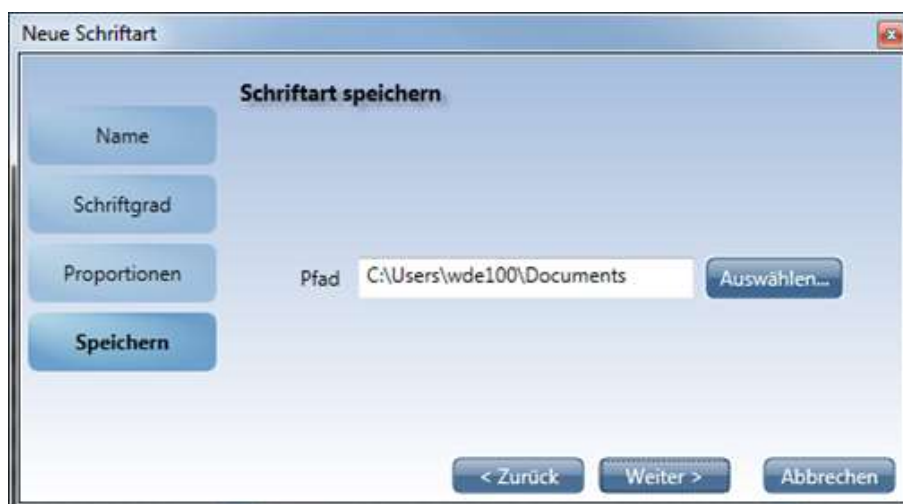 Neue Schriftart
Schriftart speichern
Name
Schriftgrad
Proportionen
Speichern
Pfad C:\Users\wde100\Documents Auswählen...
< Zurück Weiter > Abbrechen